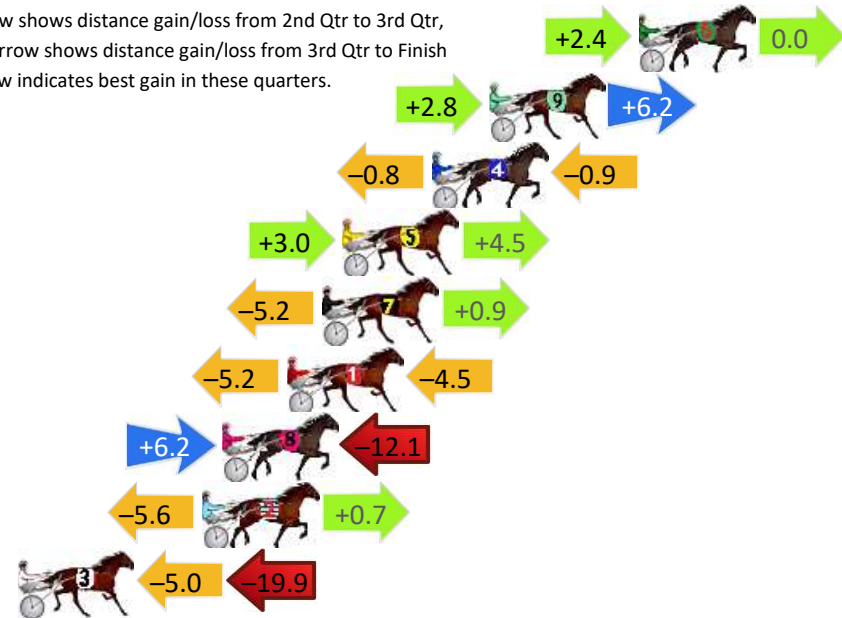 w shows distance gain/loss from 2nd Qtr to 3rd Qtr,
rrow shows distance gain/loss from 3rd Qtr to Finish
w indicates best gain in these quarters.
+2.4 6 0.0
+2.8 9 +6.2
–0.8 4 –0.9
+3.0 5 +4.5
–5.2 7 +0.9
–5.2 1 –4.5
+6.2 8 –12.1
–5.6 2 +0.7
3 –5.0 –19.9